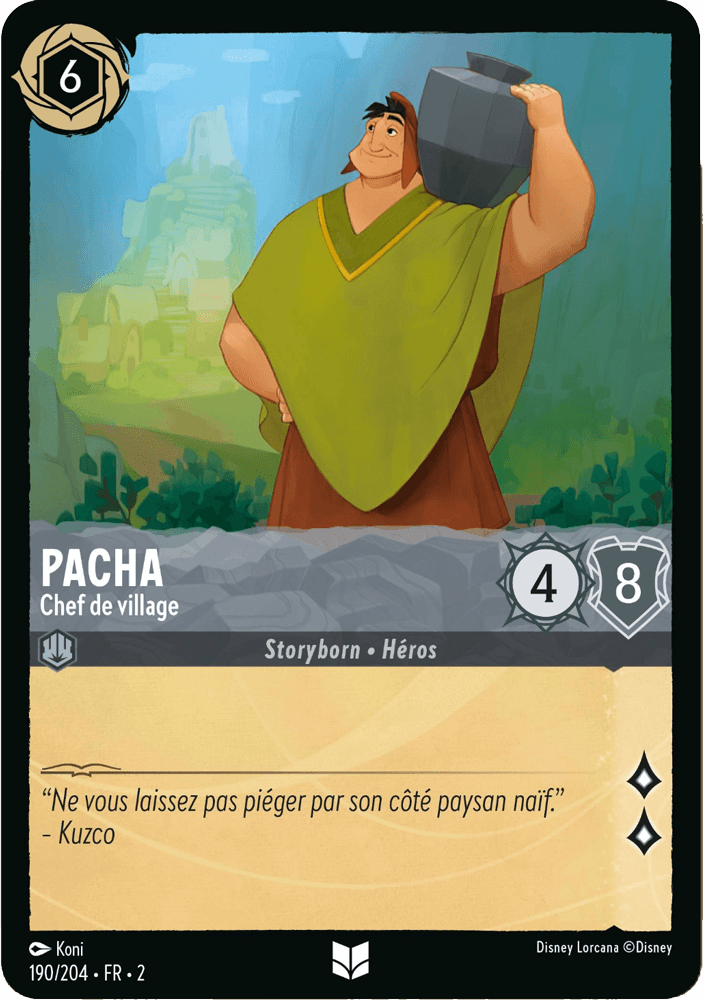 6
PACHA
Chef de village
4
8
Storyborn • Héros
“Ne vous laissez pas piéger par son côté paysan naïf.”
- Kuzco
Koni
Disney Lorcana ©Disney
190/204 • FR • 2